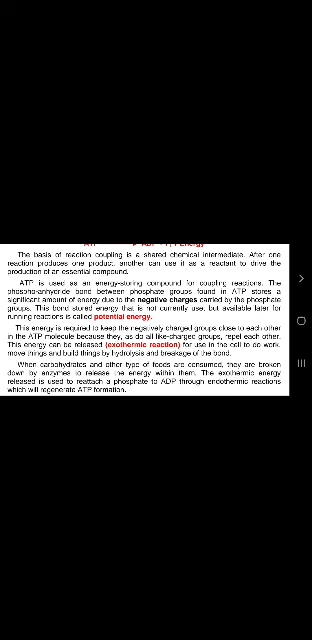 ADP + Pi + Energy
The basis of reaction coupling is a shared chemical intermediate. After one
reaction produces one product, another can use it as a reactant to drive the
production of an essential compound.
ATP is used as an energy-storing compound for coupling reactions. The
phospho-anhydride bond between phosphate groups found in ATP stores a
significant amount of energy due to the negative charges carried by the phosphate
groups. This bond stored energy that is not currently use, but available later for
running reactions is called potential energy.
This energy is required to keep the negatively charged groups close to each other
in the ATP molecule because they, as do all like-charged groups, repel each other.
This energy can be released (exothermic reaction) for use in the cell to do work,
move things and build things by hydrolysis and breakage of the bond.
When carbohydrates and other type of foods are consumed, they are broken
down by enzymes to release the energy within them. The exothermic energy
released is used to reattach a phosphate to ADP through endothermic reactions
which will regenerate ATP formation.